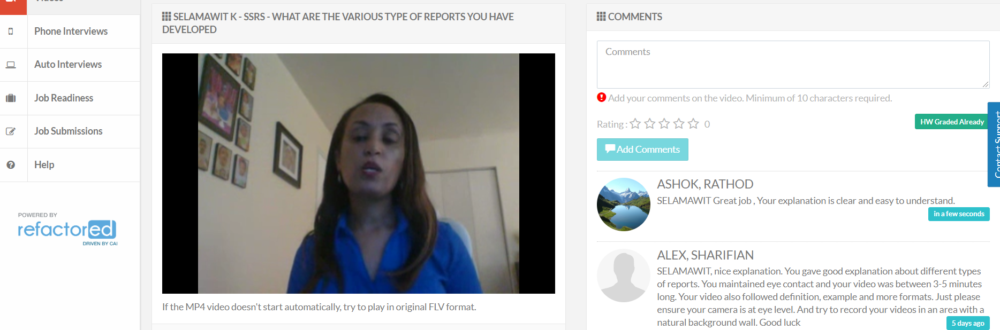 Videos
Phone Interviews
Auto Interviews
Job Readiness
Job Submissions
Help
POWERED BY
refactored
DRIVEN BY CAI
SELAMAWIT K - SSRS - WHAT ARE THE VARIOUS TYPE OF REPORTS YOU HAVE
DEVELOPED
If the MP4 video doesn't start automatically, try to play in original FLV format.
COMMENTS
Comments
Add your comments on the video. Minimum of 10 characters required.
Rating : 0
HW Graded Already
Add Comments
Contact Support
ASHOK, RATHOD
SELAMAWIT Great job , Your explanation is clear and easy to understand.
in a few seconds
ALEX, SHARIFIAN
SELAMAWIT, nice explanation. You gave good explanation about different types
of reports. You maintained eye contact and your video was between 3-5 minutes
long. Your video also followed definition, example and more formats. Just please
ensure your camera is at eye level. And try to record your videos in an area with a
natural background wall. Good luck
5 days ago